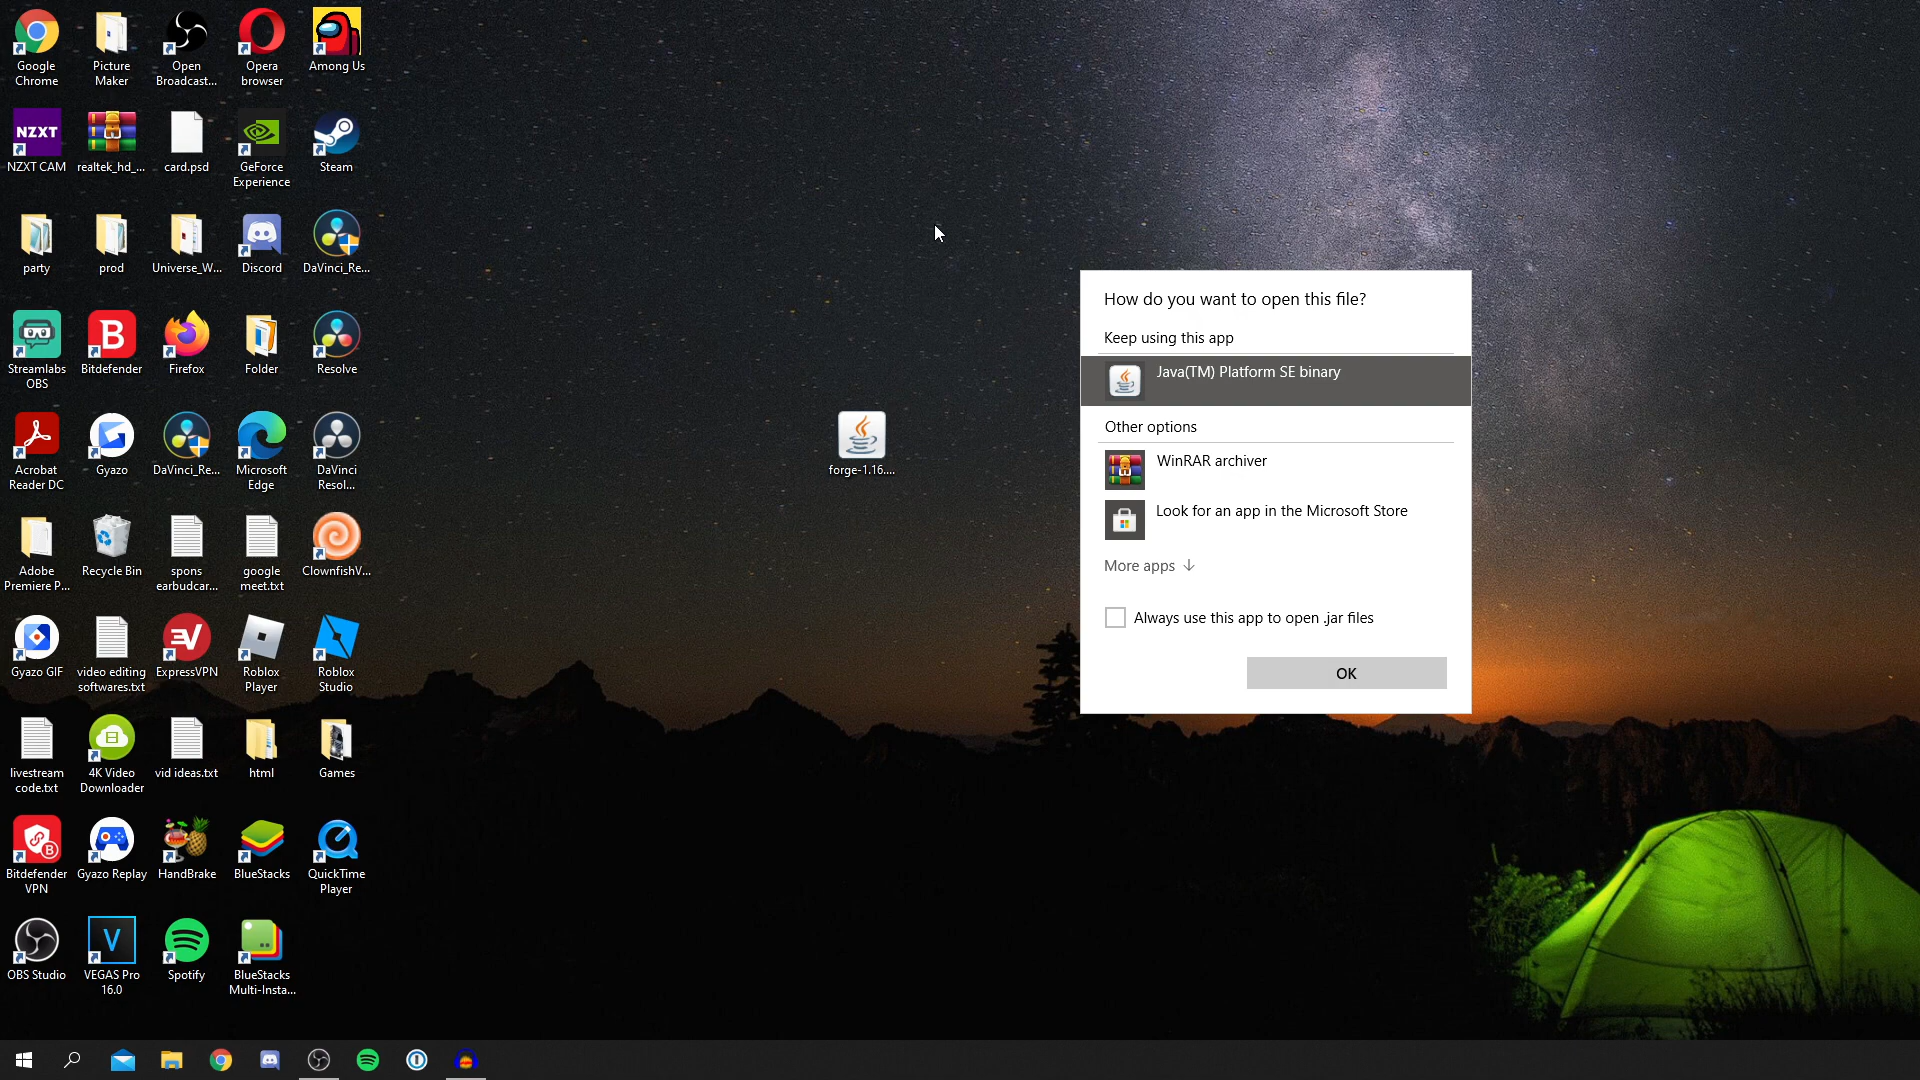 Google
Chrome
Picture
Maker
Open
Broadcast...
Opera
browser
Among Us
NZXT
NZXT CAM
realtek_hd_...
card.psd
GeForce
Experience
Steam
party
prod
Universe_W...
Discord
DaVinci_Re...
Streamlabs
OBS
B
Bitdefender
Firefox
Folder
Resolve
Acrobat
Reader DC
Gyazo
DaVinci_Re...
Microsoft
Edge
DaVinci
Resol...
Adobe
Premiere P...
Recycle Bin
spons
earbudcar...
google
meet.txt
ClownfishV...
Gyazo GIF
video editing
softwares.txt
ExpressVPN
Roblox
Player
Roblox
Studio
livestream
code.txt
4K Video
Downloader
vid ideas.txt
html
Games
Bitdefender
VPN
Gyazo Replay
HandBrake
BlueStacks
QuickTime
Player
OBS Studio
V
VEGAS Pro
16.0
Spotify
BlueStacks
Multi-Insta...
forge-1.16....
How do you want to open this file?
Keep using this app
Java(TM) Platform SE binary
Other options
WinRAR archiver
Look for an app in the Microsoft Store
More apps
Always use this app to open .jar files
OK